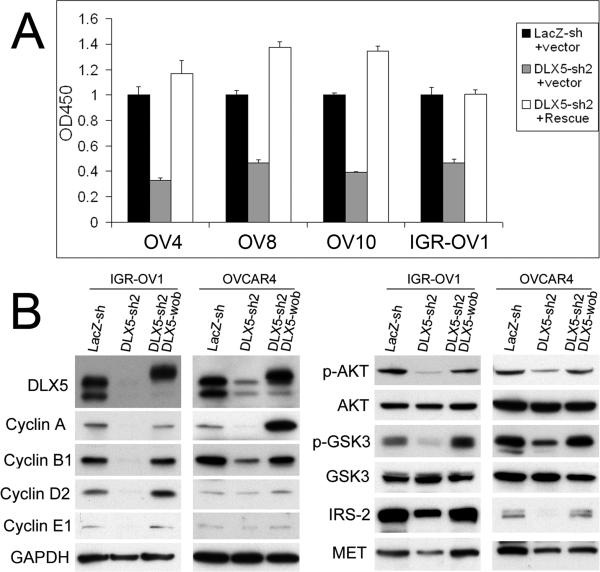 A
1.6
1.4
1.2
1
0.8
0.6
0.4
0.2
0
OD450
OV4 OV8 OV10 IGR-OV1
LacZ-sh
+vector
DLX5-sh2
+vector
DLX5-sh2
+Rescue
B
IGR-OV1 OVCAR4
LacZ-sh DLX5-sh2 DLX5-sh2 DLX5-wob LacZ-sh DLX5-sh2 DLX5-sh2 DLX5-wob
DLX5
Cyclin A
Cyclin B1
Cyclin D2
Cyclin E1
GAPDH
IGR-OV1 OVCAR4
LacZ-sh DLX5-sh2 DLX5-sh2 DLX5-wob LacZ-sh DLX5-sh2 DLX5-sh2 DLX5-wob
p-AKT
AKT
p-GSK3
GSK3
IRS-2
MET